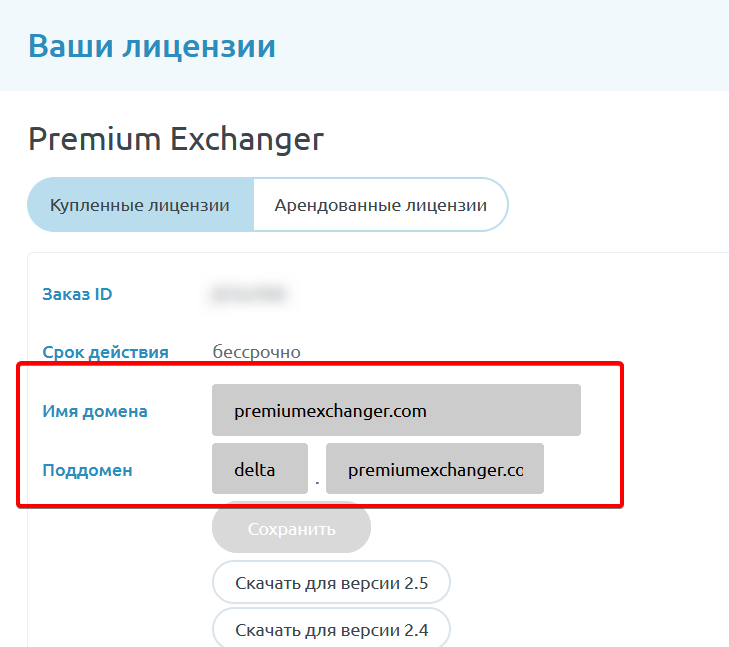 Ваши лицензии
Premium Exchanger
Купленные лицензии Арендованные лицензии
Заказ ID
Срок действия бессрочно
Имя домена premiumexchanger.com
Поддомен delta . premiumexchanger.co
Сохранить
Скачать для версии 2.5
Скачать для версии 2.4